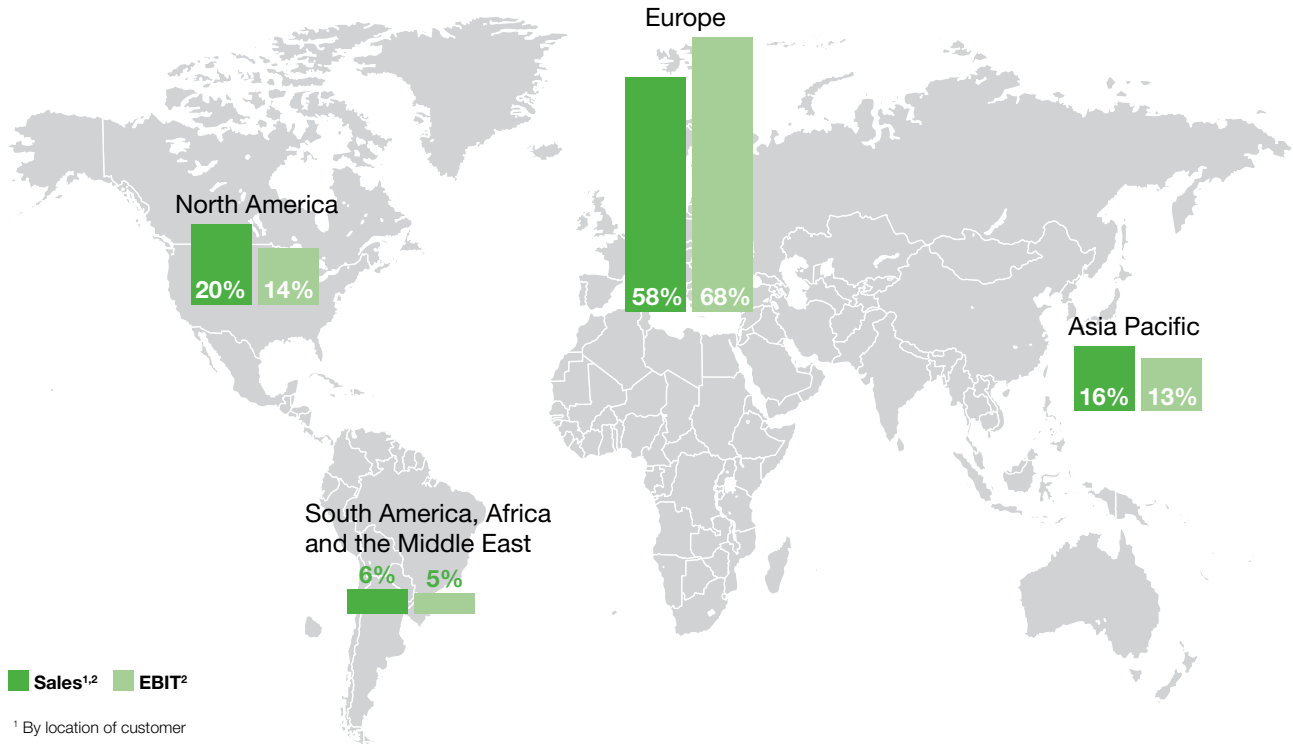 Europe
North America
20% 14%
58% 68%
Asia Pacific
16% 13%
South America, Africa
and the Middle East
6% 5%
Sales¹,² EBIT²
¹ By location of customer